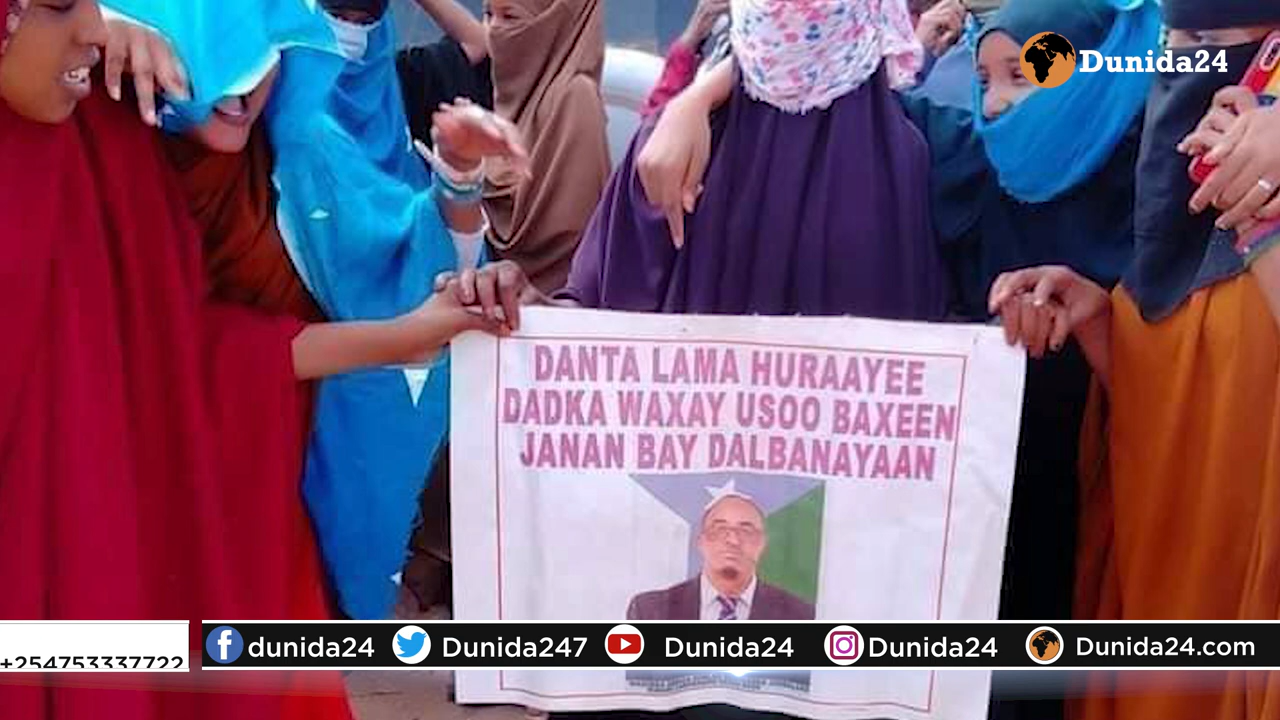 Dunida24
DANTA LAMA HURAAYEE
DADKA WAXAY USOO BAXEEN
JANAN BAY DALBANAYAAN
+254753337722
dunida24
Dunida247
Dunida24
Dunida24
Dunida24.com